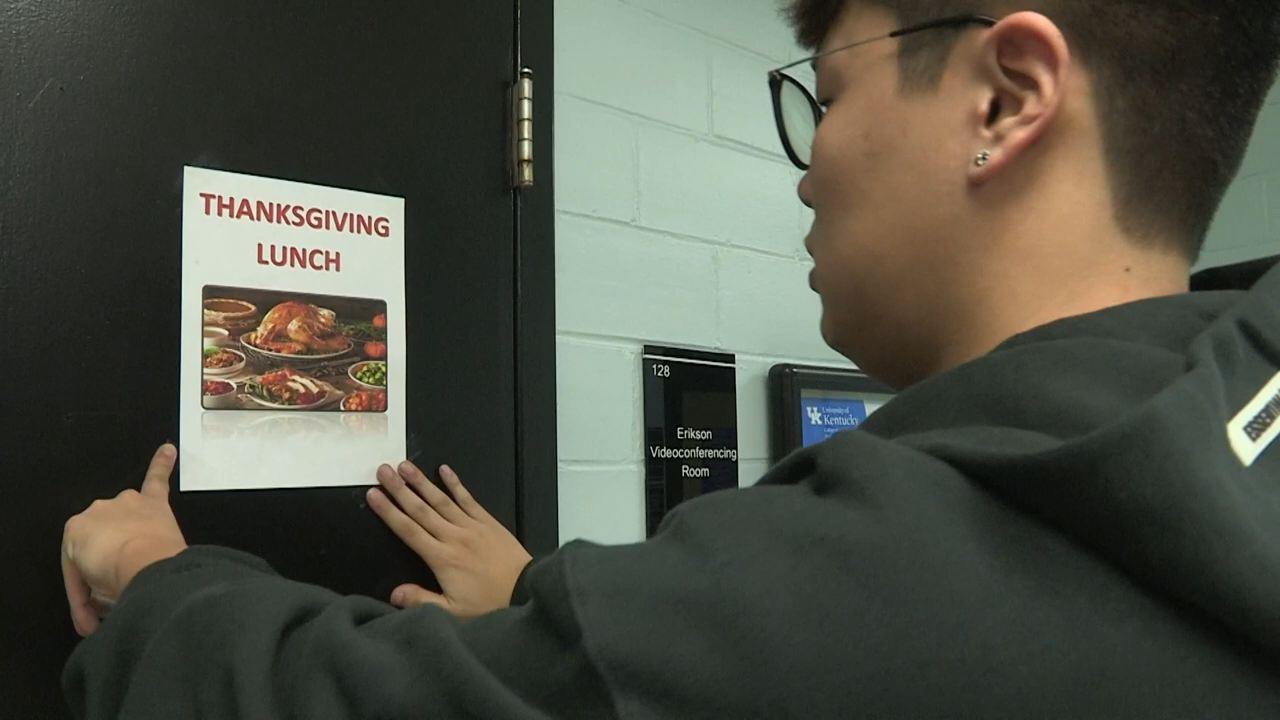 THANKSGIVING
LUNCH
128
Erikson
Videoconferencing
Room
UK
University of
Kentucky